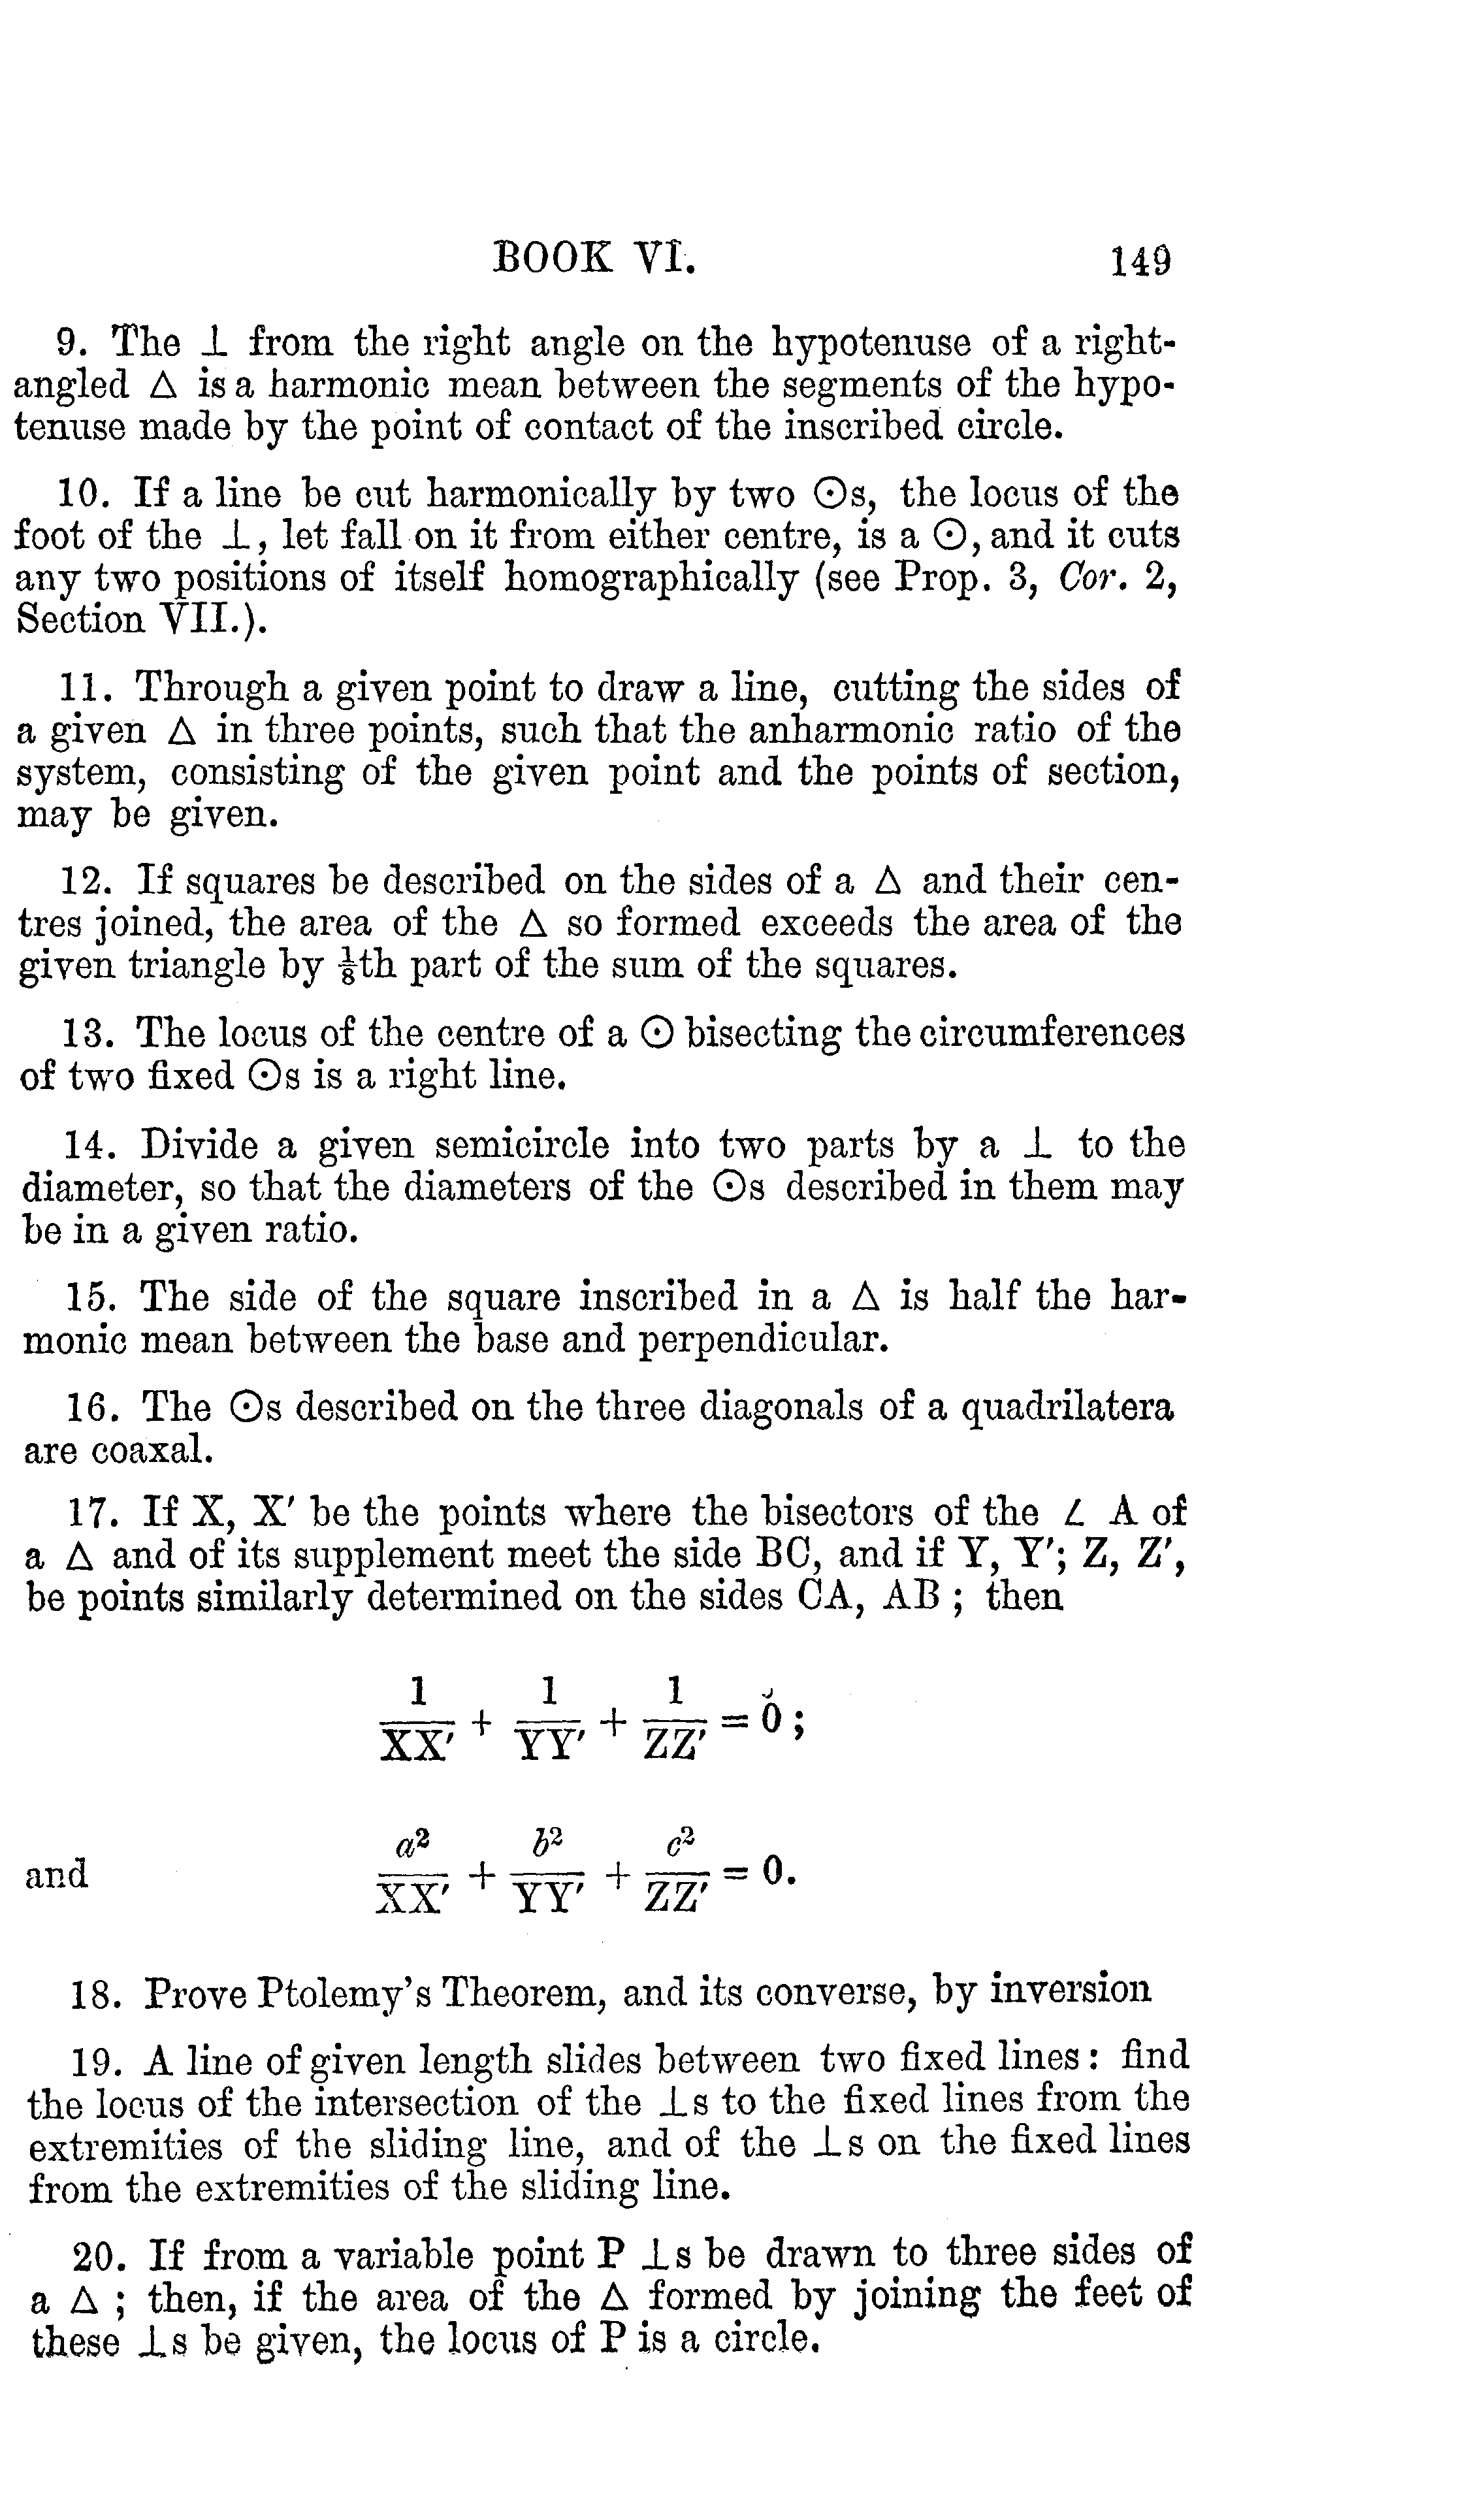 BOOK VI. 149
9. The ⊥ from the right angle on the hypotenuse of a right-
angled △ is a harmonic mean between the segments of the hypo-
tenuse made by the point of contact of the inscribed circle.
10. If a line be cut harmonically by two ⊙s, the locus of the
foot of the ⊥, let fall on it from either centre, is a ⊙, and it cuts
any two positions of itself homographically (see Prop. 3, Cor. 2,
Section VII.).
11. Through a given point to draw a line, cutting the sides of
a given △ in three points, such that the anharmonic ratio of the
system, consisting of the given point and the points of section,
may be given.
12. If squares be described on the sides of a △ and their cen-
tres joined, the area of the △ so formed exceeds the area of the
given triangle by ⅛th part of the sum of the squares.
13. The locus of the centre of a ⊙ bisecting the circumferences
of two fixed ⊙s is a right line.
14. Divide a given semicircle into two parts by a ⊥ to the
diameter, so that the diameters of the ⊙s described in them may
be in a given ratio.
15. The side of the square inscribed in a △ is half the har-
monic mean between the base and perpendicular.
16. The ⊙s described on the three diagonals of a quadrilatera
are coaxal.
17. If X, X′ be the points where the bisectors of the ∠ A of
a △ and of its supplement meet the side BC, and if Y, Y′; Z, Z′,
be points similarly determined on the sides CA, AB ; then
1/XX′ + 1/YY′ + 1/ZZ′ = 0 ;
and a²/XX′ + b²/YY′ + c²/ZZ′ = 0.
18. Prove Ptolemy's Theorem, and its converse, by inversion
19. A line of given length slides between two fixed lines : find
the locus of the intersection of the ⊥s to the fixed lines from the
extremities of the sliding line, and of the ⊥s on the fixed lines
from the extremities of the sliding line.
20. If from a variable point P ⊥s be drawn to three sides of
a △ ; then, if the area of the △ formed by joining the feet of
these ⊥s be given, the locus of P is a circle.